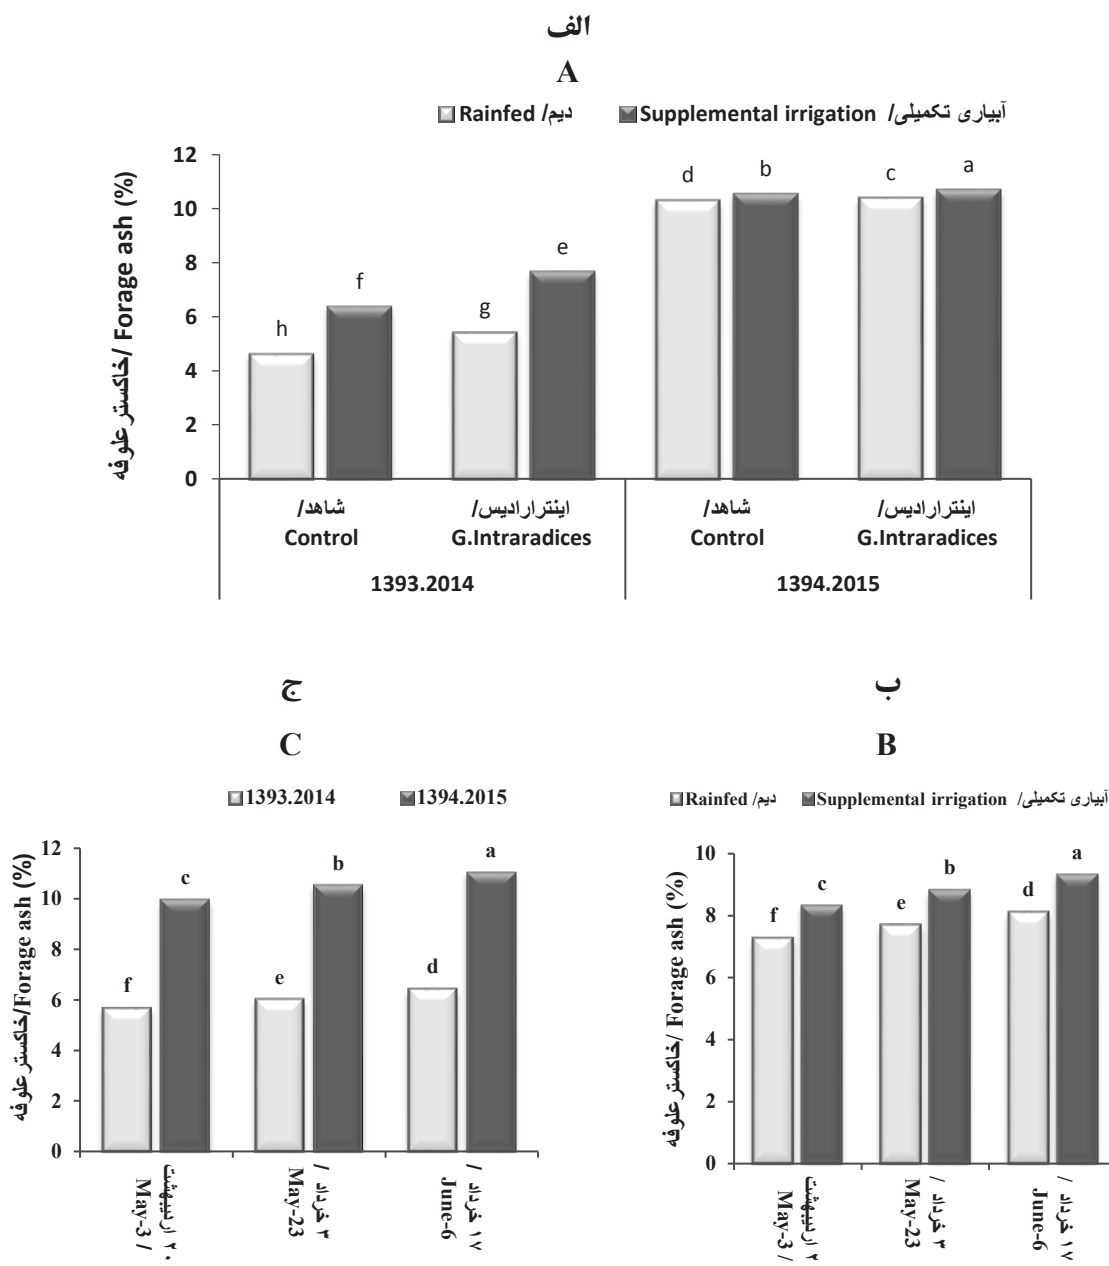 الف
A
Rainfed /دیم Supplemental irrigation /آبیاری تکمیلی
خاکستر علوفه/ Forage ash (%)
12
10
8
6
4
2
0
h f g e d b c a
شاهد/ اینترارادیس/ شاهد/ اینترارادیس/
Control G.Intraradices Control G.Intraradices
1393.2014 1394.2015
ج
C
1393.2014 1394.2015
خاکستر علوفه/Forage ash (%)
12
10
8
6
4
2
0
f c e b d a
۲۰ اردیبهشت
May-3 /
۳ خرداد /
May-23
۱۷ خرداد /
June-6
ب
B
Rainfed /دیم Supplemental irrigation /آبیاری تکمیلی
خاکستر علوفه/ Forage ash (%)
10
8
6
4
2
0
f c e b d a
اردیبهشت
May-3 /
۳ خرداد /
May-23
۱۷ خرداد /
June-6